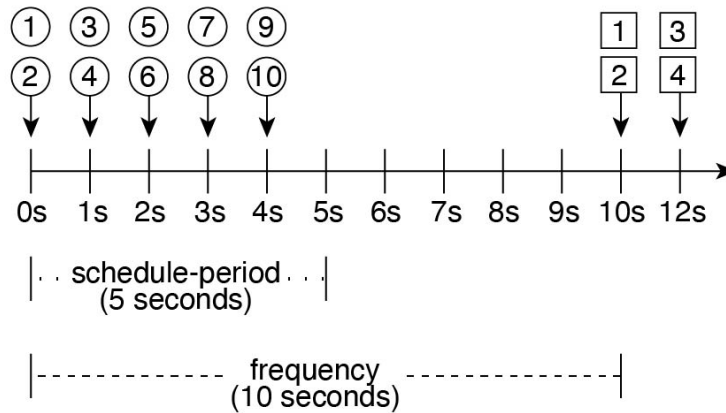 1 3 5 7 9 1 3
2 4 6 8 10 2 4
0s 1s 2s 3s 4s 5s 6s 7s 8s 9s 10s 12s
schedule-period
(5 seconds)
frequency
(10 seconds)